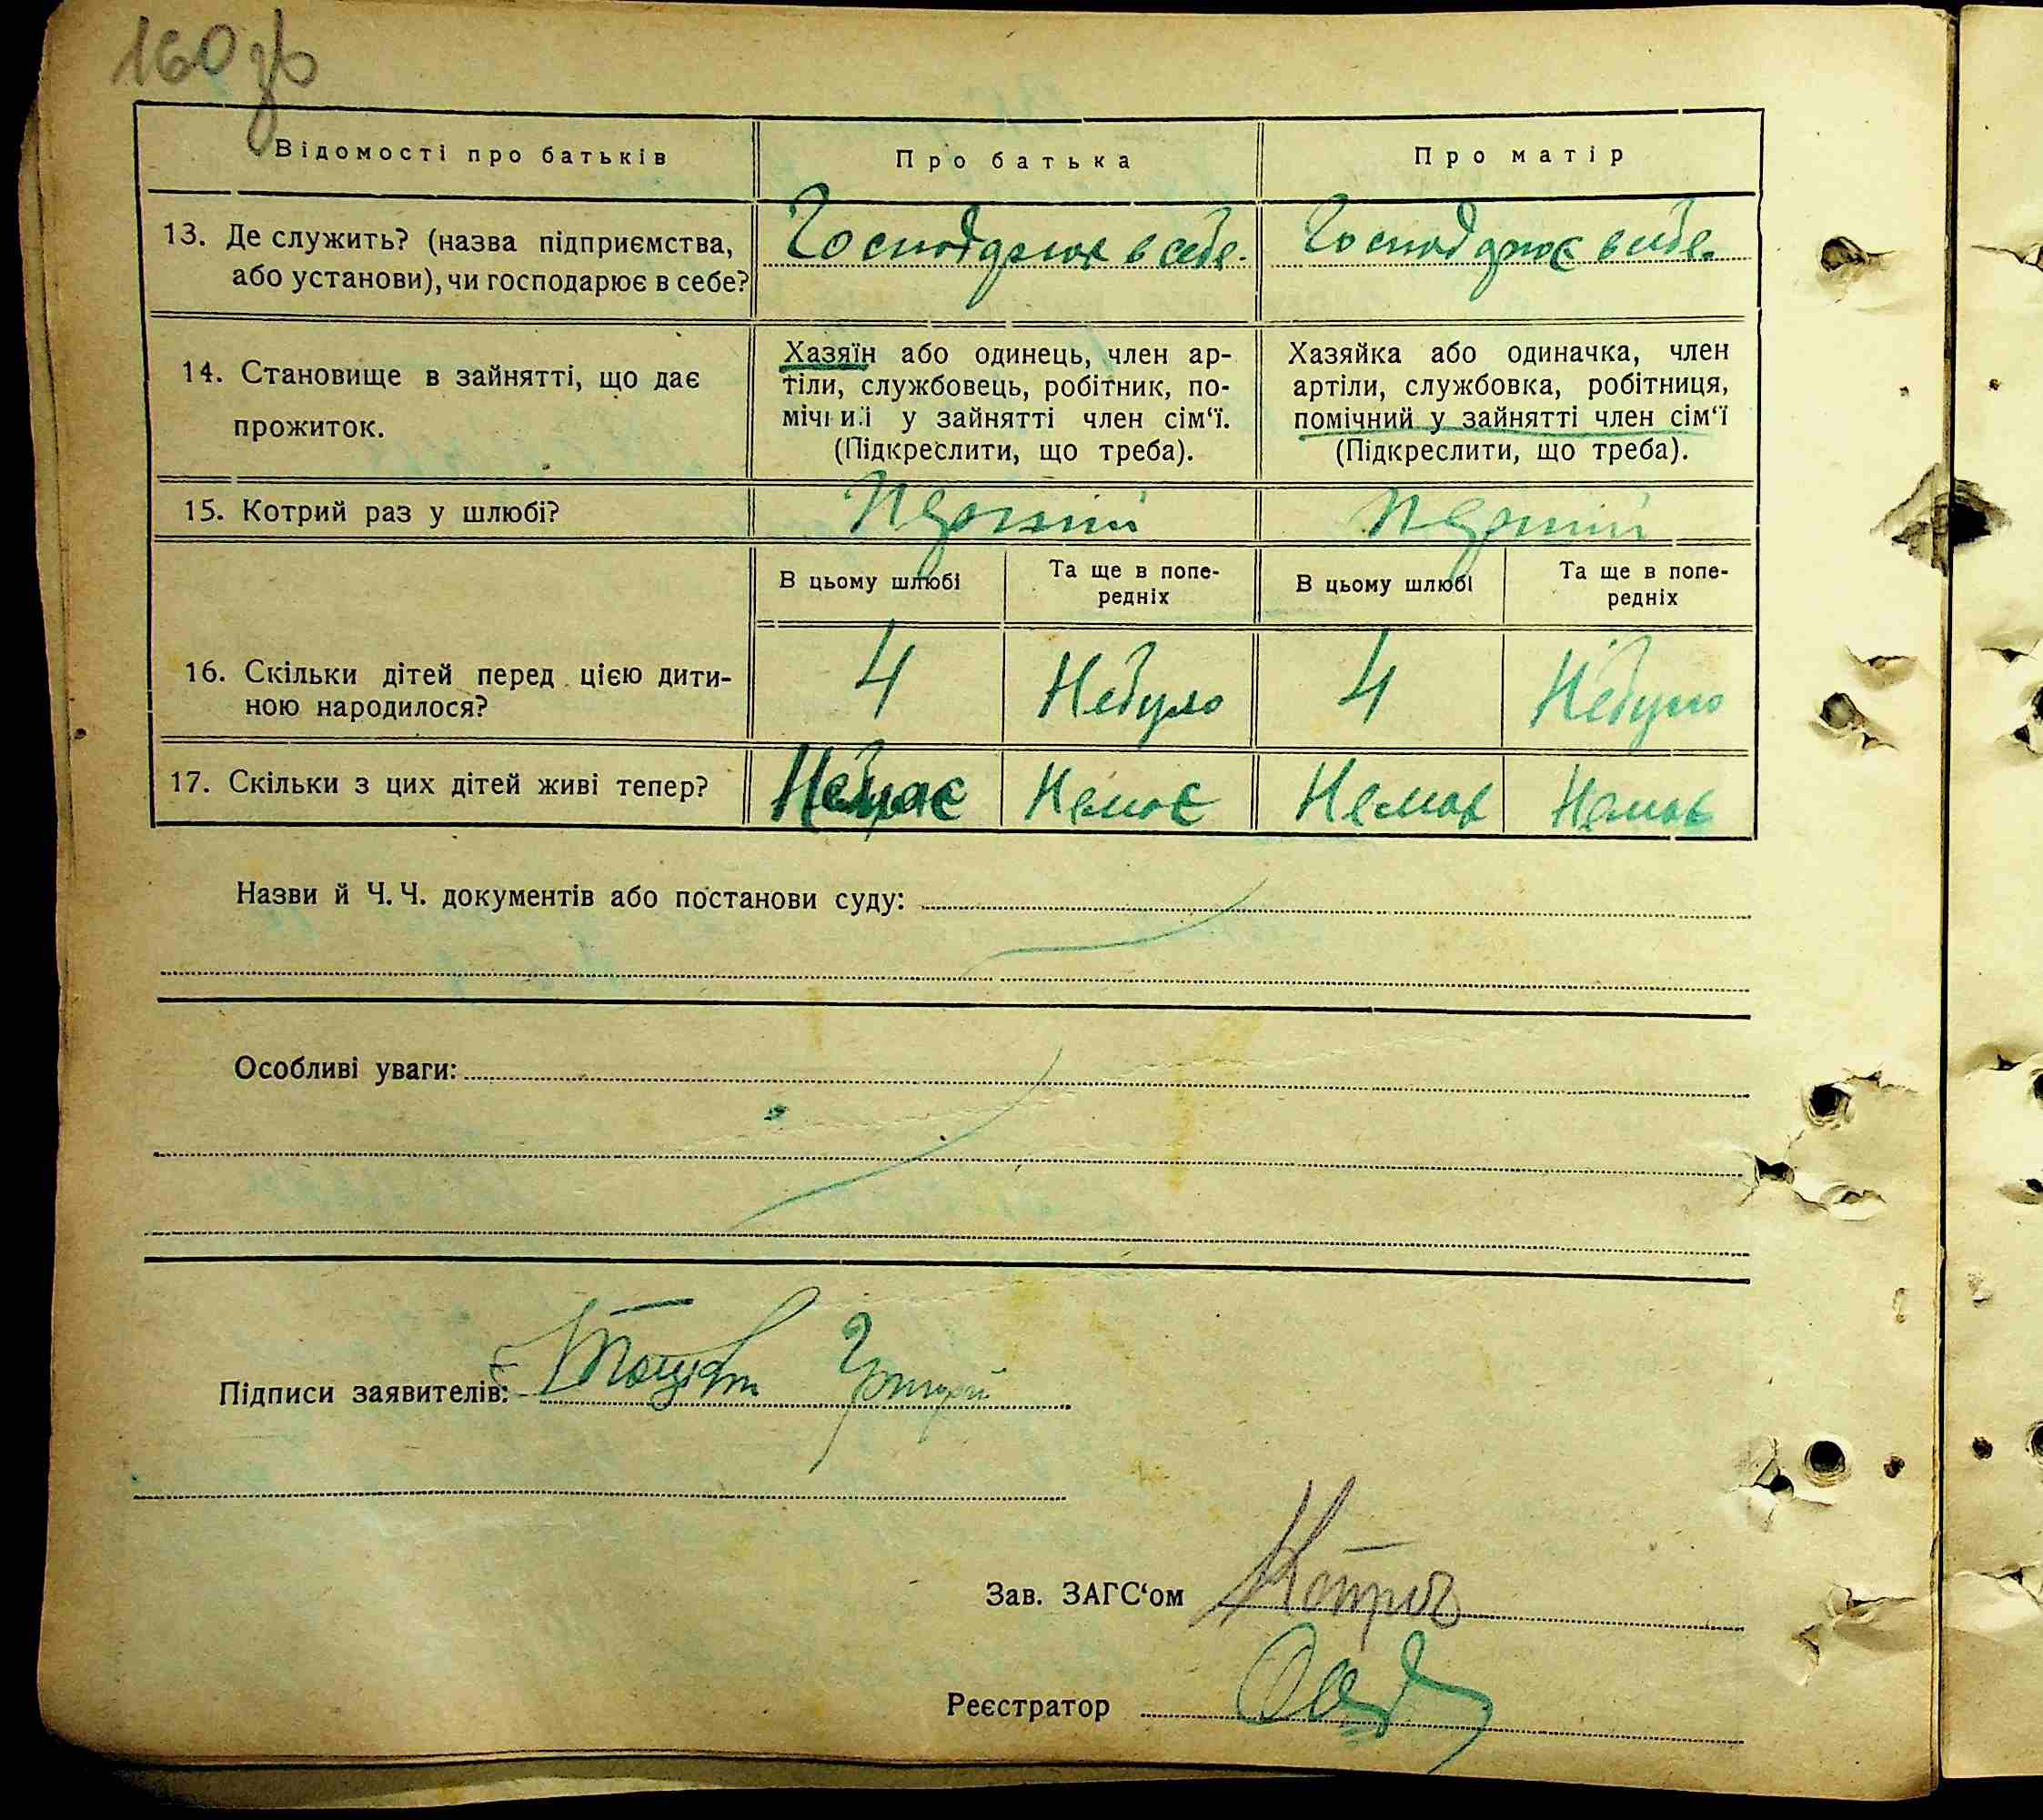 160 зв
Відомості про батьків
Про батька
Про матір
13. Де служить? (назва підприємства,
або установи), чи господарює в себе?
Господарює в себе.
Господарює в себе.
14. Становище в зайнятті, що дає
прожиток.
Хазяїн або одинець, член ар-
тіли, службовець, робітник, по-
мічний у зайнятті член сім‘ї.
(Підкреслити, що треба).
Хазяйка або одиначка, член
артіли, службовка, робітниця,
помічний у зайнятті член сім‘ї
(Підкреслити, що треба).
15. Котрий раз у шлюбі?
Перший
Перший
В цьому шлюбі
Та ще в попе-
редніх
В цьому шлюбі
Та ще в попе-
редніх
16. Скільки дітей перед цією дити-
ною народилося?
4
Небуло
4
Небуло
17. Скільки з цих дітей живі тепер?
Немає
Немає
Немає
Немає
Назви й Ч. Ч. документів або постанови суду:
Особливі уваги:
Підписи заявителів:
Зав. ЗАГС‘ом
Реєстратор